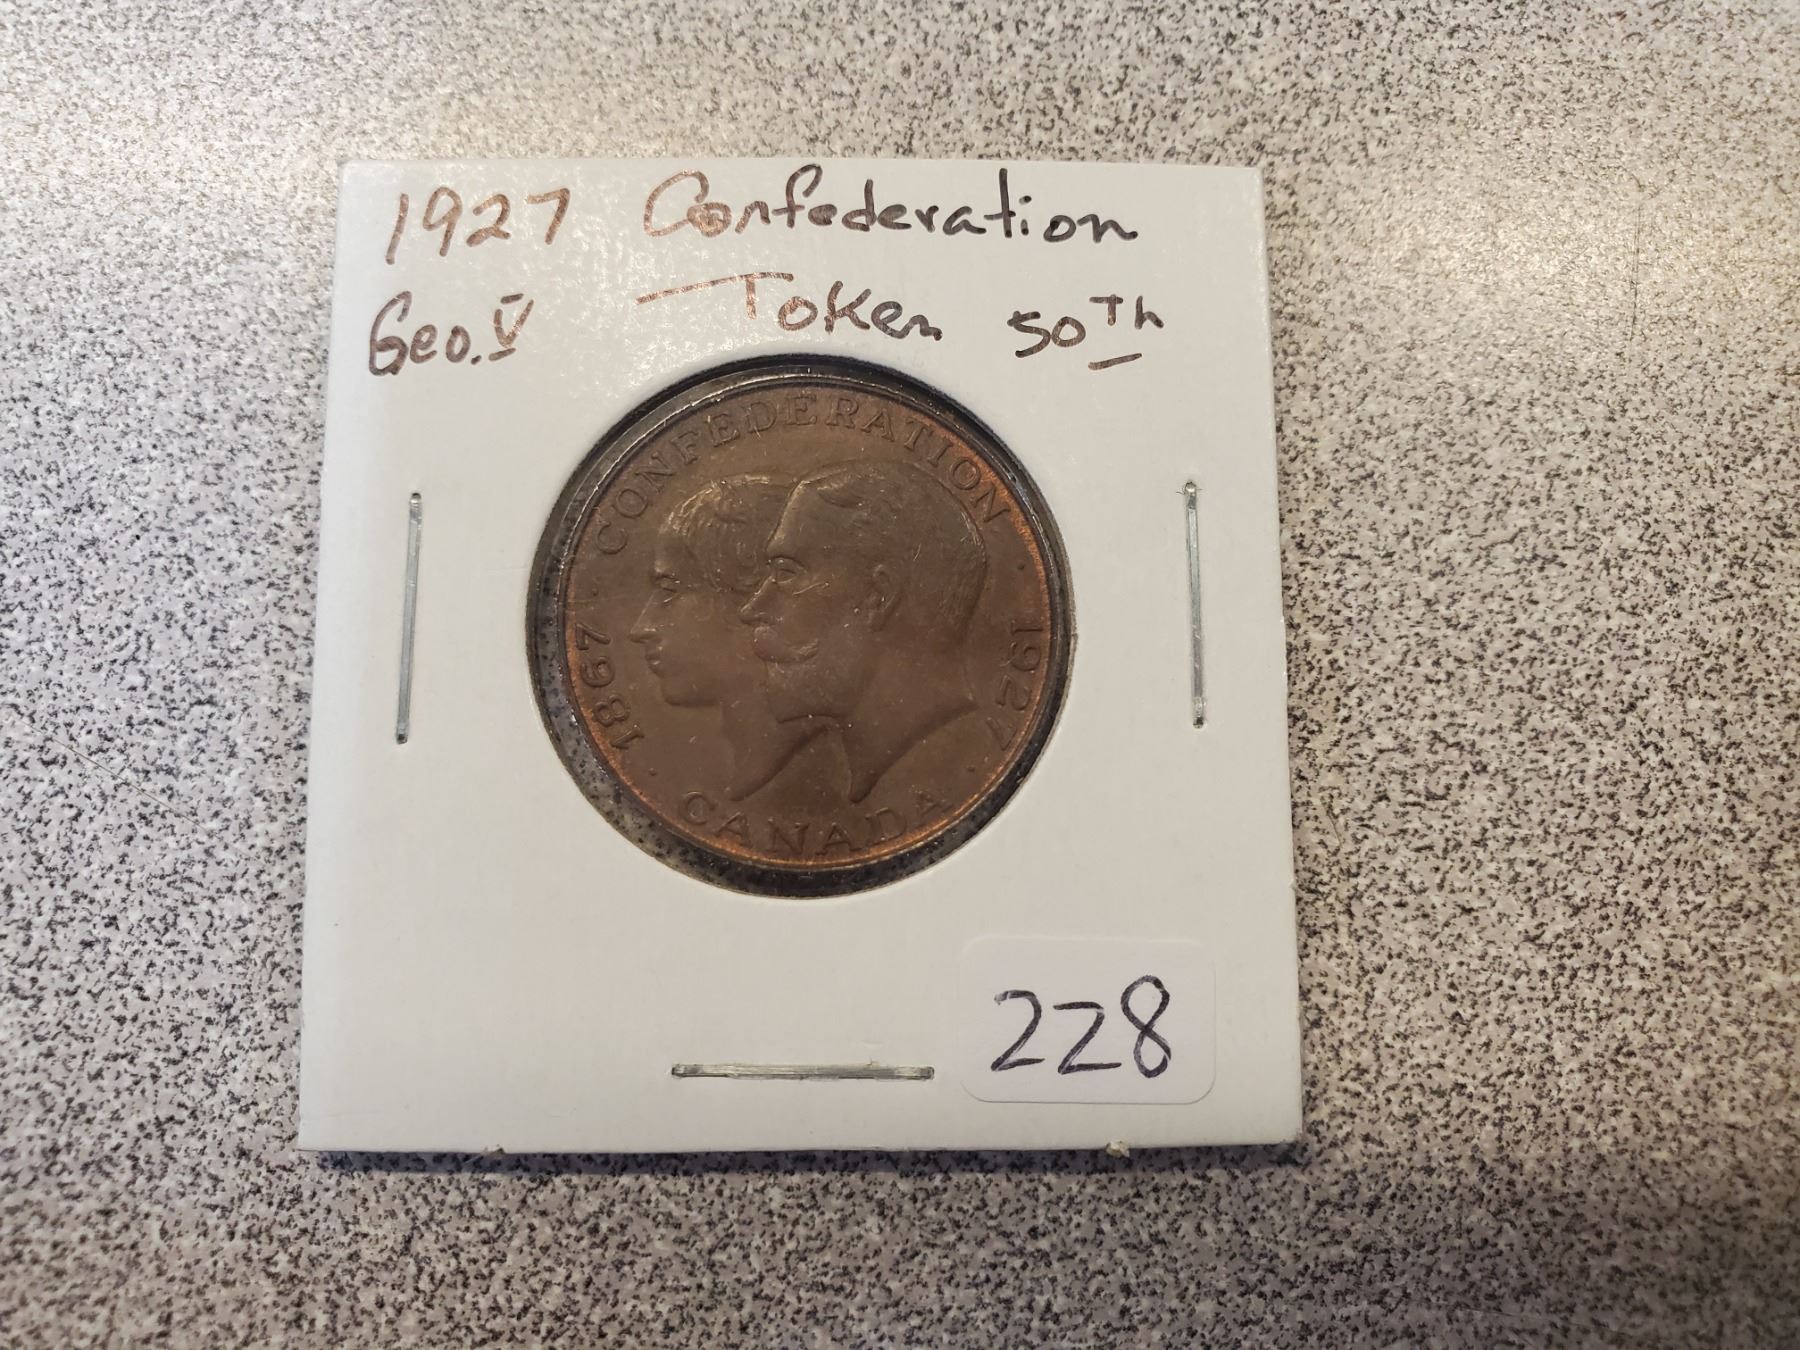 1927 Confederation
Geo. V Token 50Th
1867 · CONFEDERATION · 1927
· CANADA ·
228